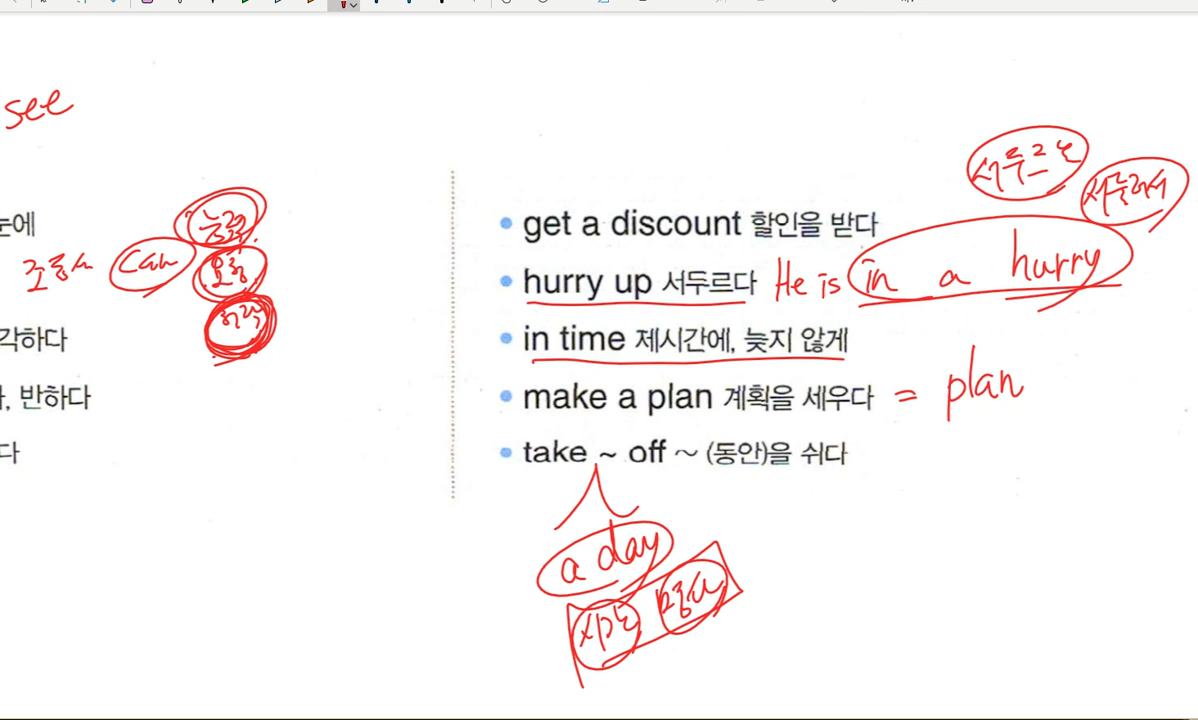 see
눈에
조동사 can 능력
요청
허락
각하다
, 반하다
다
서두르는
서둘러서
get a discount 할인을 받다
hurry up 서두르다 He is in a hurry
in time 제시간에, 늦지 않게
make a plan 계획을 세우다 = plan
take ~ off ~ (동안)을 쉬다
a day
시간 명사